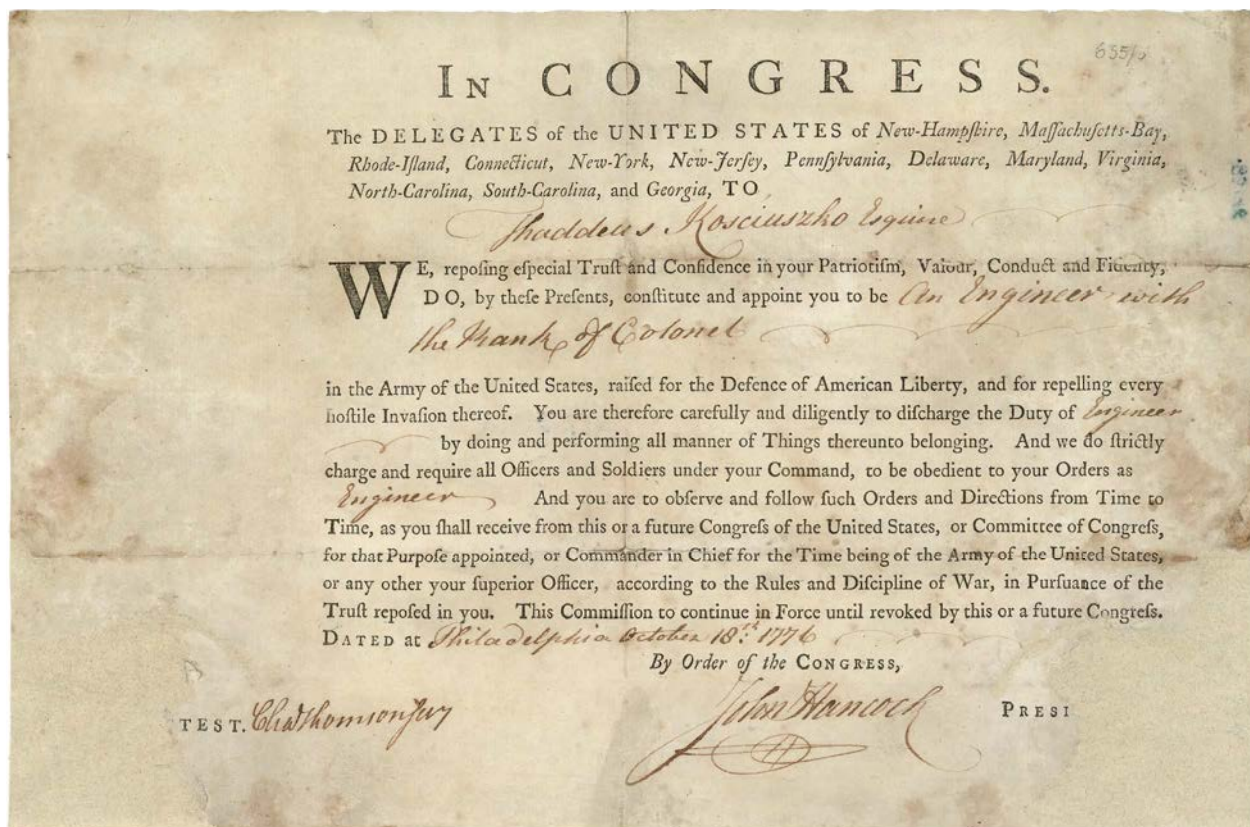 635/
IN CONGRESS.
The DELEGATES of the UNITED STATES of New-Hampſhire, Maſſachuſetts-Bay,
Rhode-Iſland, Connecticut, New-York, New-Jerſey, Pennſylvania, Delaware, Maryland, Virginia,
North-Carolina, South-Carolina, and Georgia, TO
Thaddeus Kosciuszko Esquire
WE, repoſing eſpecial Truſt and Confidence in your Patriotiſm, Valour, Conduct and Fidelity,
DO, by theſe Preſents, conſtitute and appoint you to be An Engineer with
the Rank of Colonel
in the Army of the United States, raiſed for the Defence of American Liberty, and for repelling every
hoſtile Invaſion thereof. You are therefore carefully and diligently to diſcharge the Duty of Engineer
by doing and performing all manner of Things thereunto belonging. And we do ſtrictly
charge and require all Officers and Soldiers under your Command, to be obedient to your Orders as
Engineer And you are to obſerve and follow ſuch Orders and Directions from Time to
Time, as you ſhall receive from this or a future Congreſs of the United States, or Committee of Congreſs,
for that Purpoſe appointed, or Commander in Chief for the Time being of the Army of the United States,
or any other your ſuperior Officer, according to the Rules and Diſcipline of War, in Purſuance of the
Truſt repoſed in you. This Commiſſion to continue in Force until revoked by this or a future Congreſs.
DATED at Philadelphia October 18th. 1776
By Order of the CONGRESS,
TEST. Chas Thomson Secy John Hancock PRESI